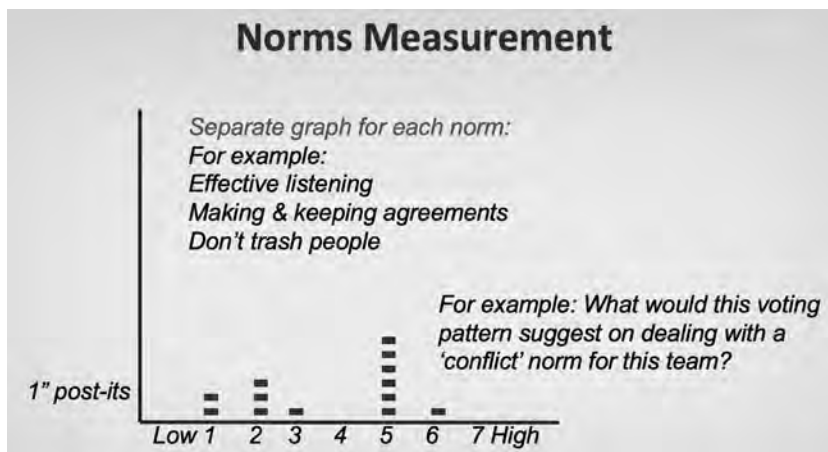 Norms Measurement
Separate graph for each norm:
For example:
Effective listening
Making & keeping agreements
Don't trash people
For example: What would this voting
pattern suggest on dealing with a
'conflict' norm for this team?
1” post-its
Low 1 2 3 4 5 6 7 High